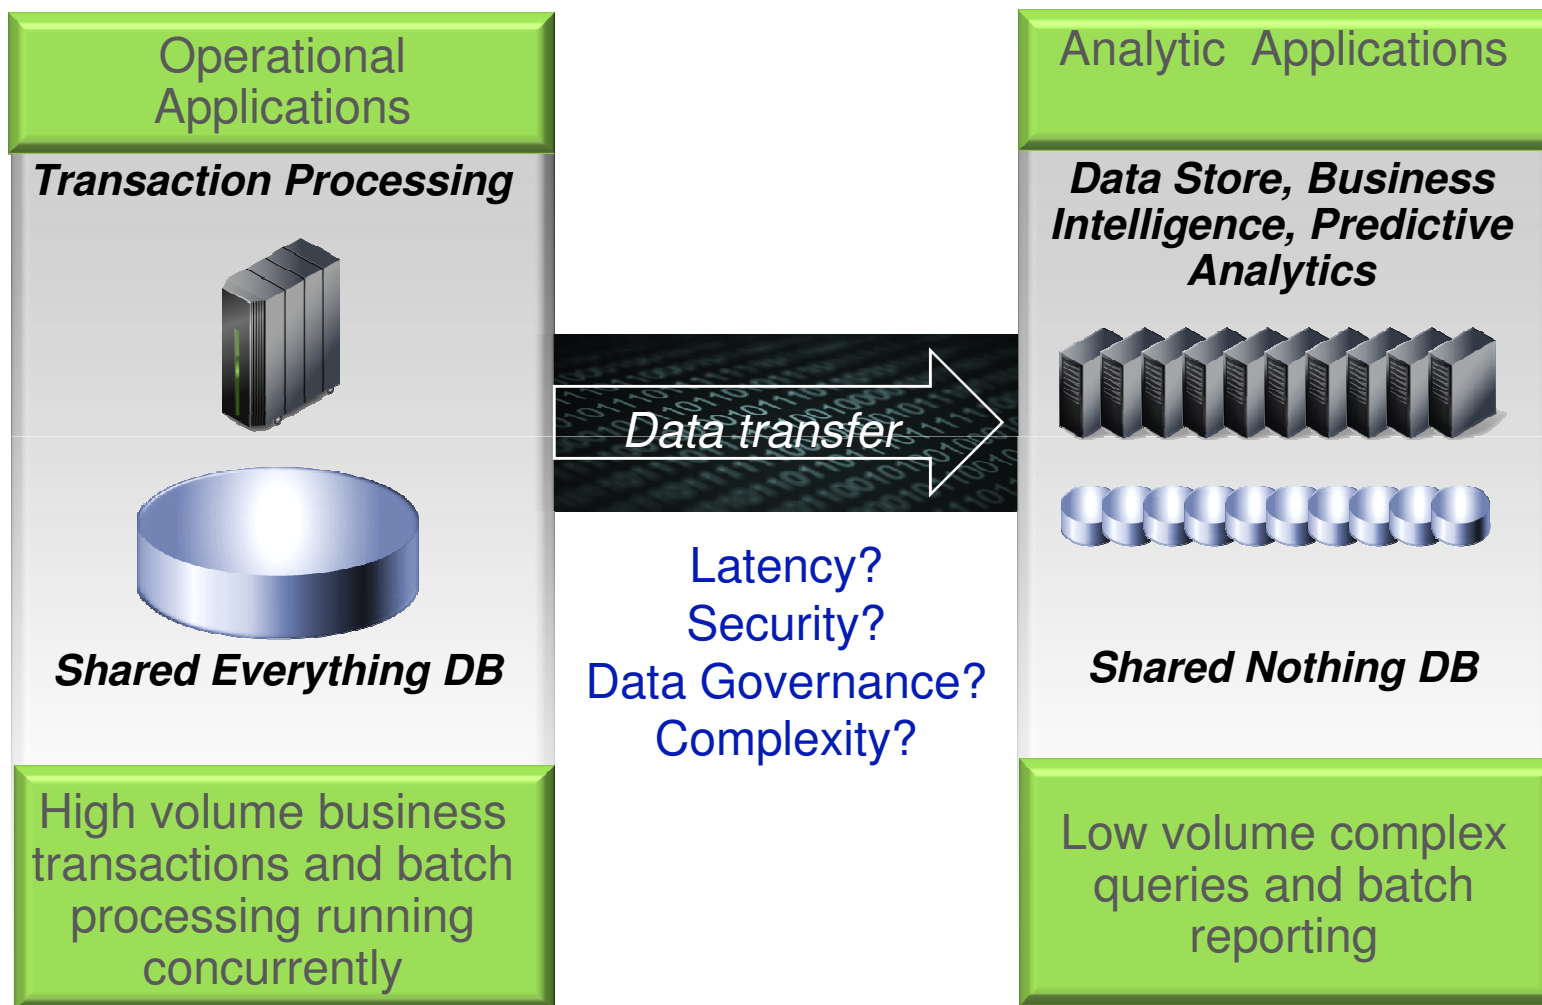 Operational
Applications
Transaction Processing
Shared Everything DB
High volume business
transactions and batch
processing running
concurrently
Data transfer
Latency?
Security?
Data Governance?
Complexity?
Analytic Applications
Data Store, Business
Intelligence, Predictive
Analytics
Shared Nothing DB
Low volume complex
queries and batch
reporting